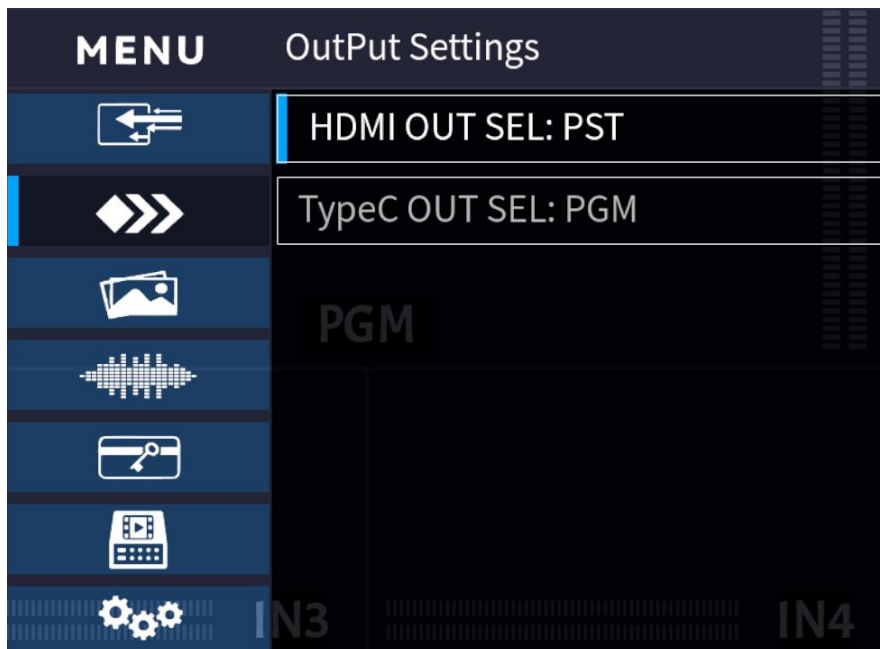 MENU
OutPut Settings
HDMI OUT SEL: PST
TypeC OUT SEL: PGM
PGM
IN3
IN4